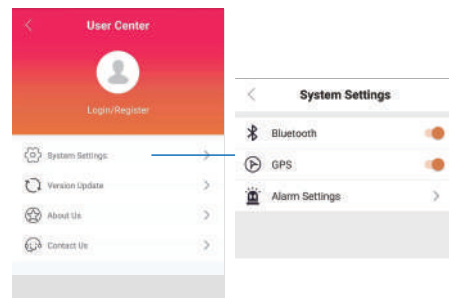 User Center
Login/Register
System Settings
Version Update
About Us
Contact Us
System Settings
Bluetooth
GPS
Alarm Settings